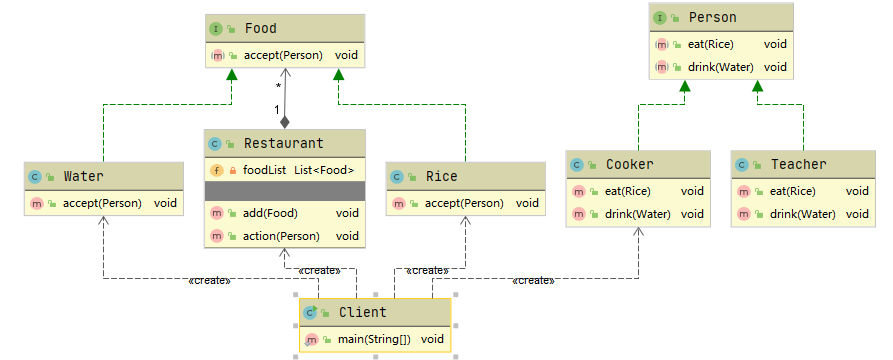 Food
accept(Person) void
Person
eat(Rice) void
drink(Water) void
*
1
Restaurant
foodList List<Food>
add(Food) void
action(Person) void
Water
accept(Person) void
Rice
accept(Person) void
Cooker
eat(Rice) void
drink(Water) void
Teacher
eat(Rice) void
drink(Water) void
«create»
«create»
«create»
«create»
Client
main(String[]) void